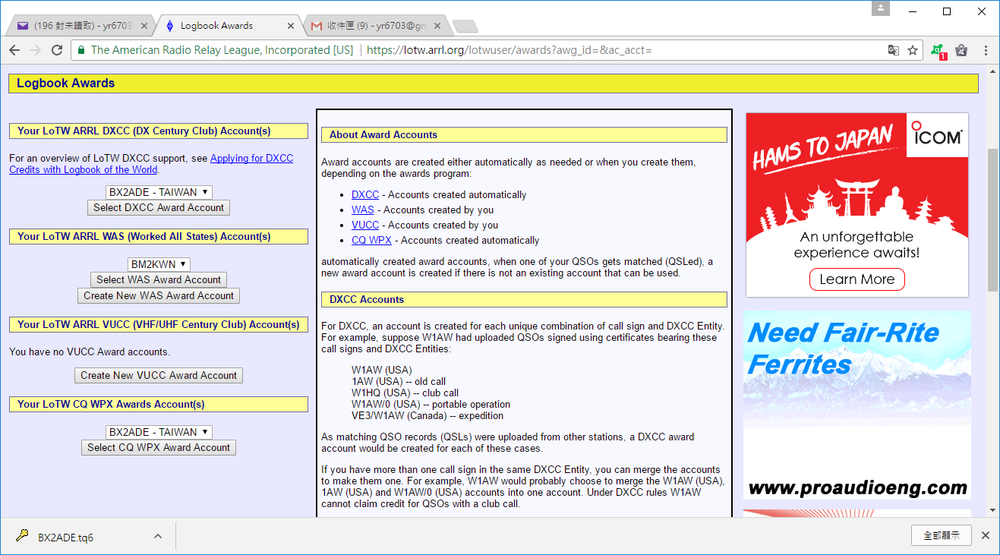 (196 封未讀取) - yr6703
Logbook Awards
收件匣 (9) - yr6703@gm
The American Radio Relay League, Incorporated [US]
https://lotw.arrl.org/lotwuser/awards?awg_id=&ac_acct=
1
Logbook Awards
Your LoTW ARRL DXCC (DX Century Club) Account(s)
For an overview of LoTW DXCC support, see Applying for DXCC
Credits with Logbook of the World.
BX2ADE - TAIWAN
Select DXCC Award Account
Your LoTW ARRL WAS (Worked All States) Account(s)
BM2KWN
Select WAS Award Account
Create New WAS Award Account
Your LoTW ARRL VUCC (VHF/UHF Century Club) Account(s)
You have no VUCC Award accounts.
Create New VUCC Award Account
Your LoTW CQ WPX Awards Account(s)
BX2ADE - TAIWAN
Select CQ WPX Award Account
About Award Accounts
Award accounts are created either automatically as needed or when you create them,
depending on the awards program:
• DXCC - Accounts created automatically
• WAS - Accounts created by you
• VUCC - Accounts created by you
• CQ WPX - Accounts created automatically
automatically created award accounts, when one of your QSOs gets matched (QSLed), a
new award account is created if there is not an existing account that can be used.
DXCC Accounts
For DXCC, an account is created for each unique combination of call sign and DXCC Entity.
For example, suppose W1AW had uploaded QSOs signed using certificates bearing these
call signs and DXCC Entities:
W1AW (USA)
1AW (USA) -- old call
W1HQ (USA) -- club call
W1AW/0 (USA) -- portable operation
VE3/W1AW (Canada) -- expedition
As matching QSO records (QSLs) were uploaded from other stations, a DXCC award
account would be created for each of these cases.
If you have more than one call sign in the same DXCC Entity, you can merge the accounts
to make them one. For example, W1AW would probably choose to merge the W1AW (USA),
1AW (USA) and W1AW/0 (USA) accounts into one account. Under DXCC rules W1AW
cannot claim credit for QSOs with a club call.
HAMS TO JAPAN
ICOM
An unforgettable
experience awaits!
Learn More
Need Fair-Rite
Ferrites
www.proaudioeng.com
BX2ADE.tq6
全部顯示